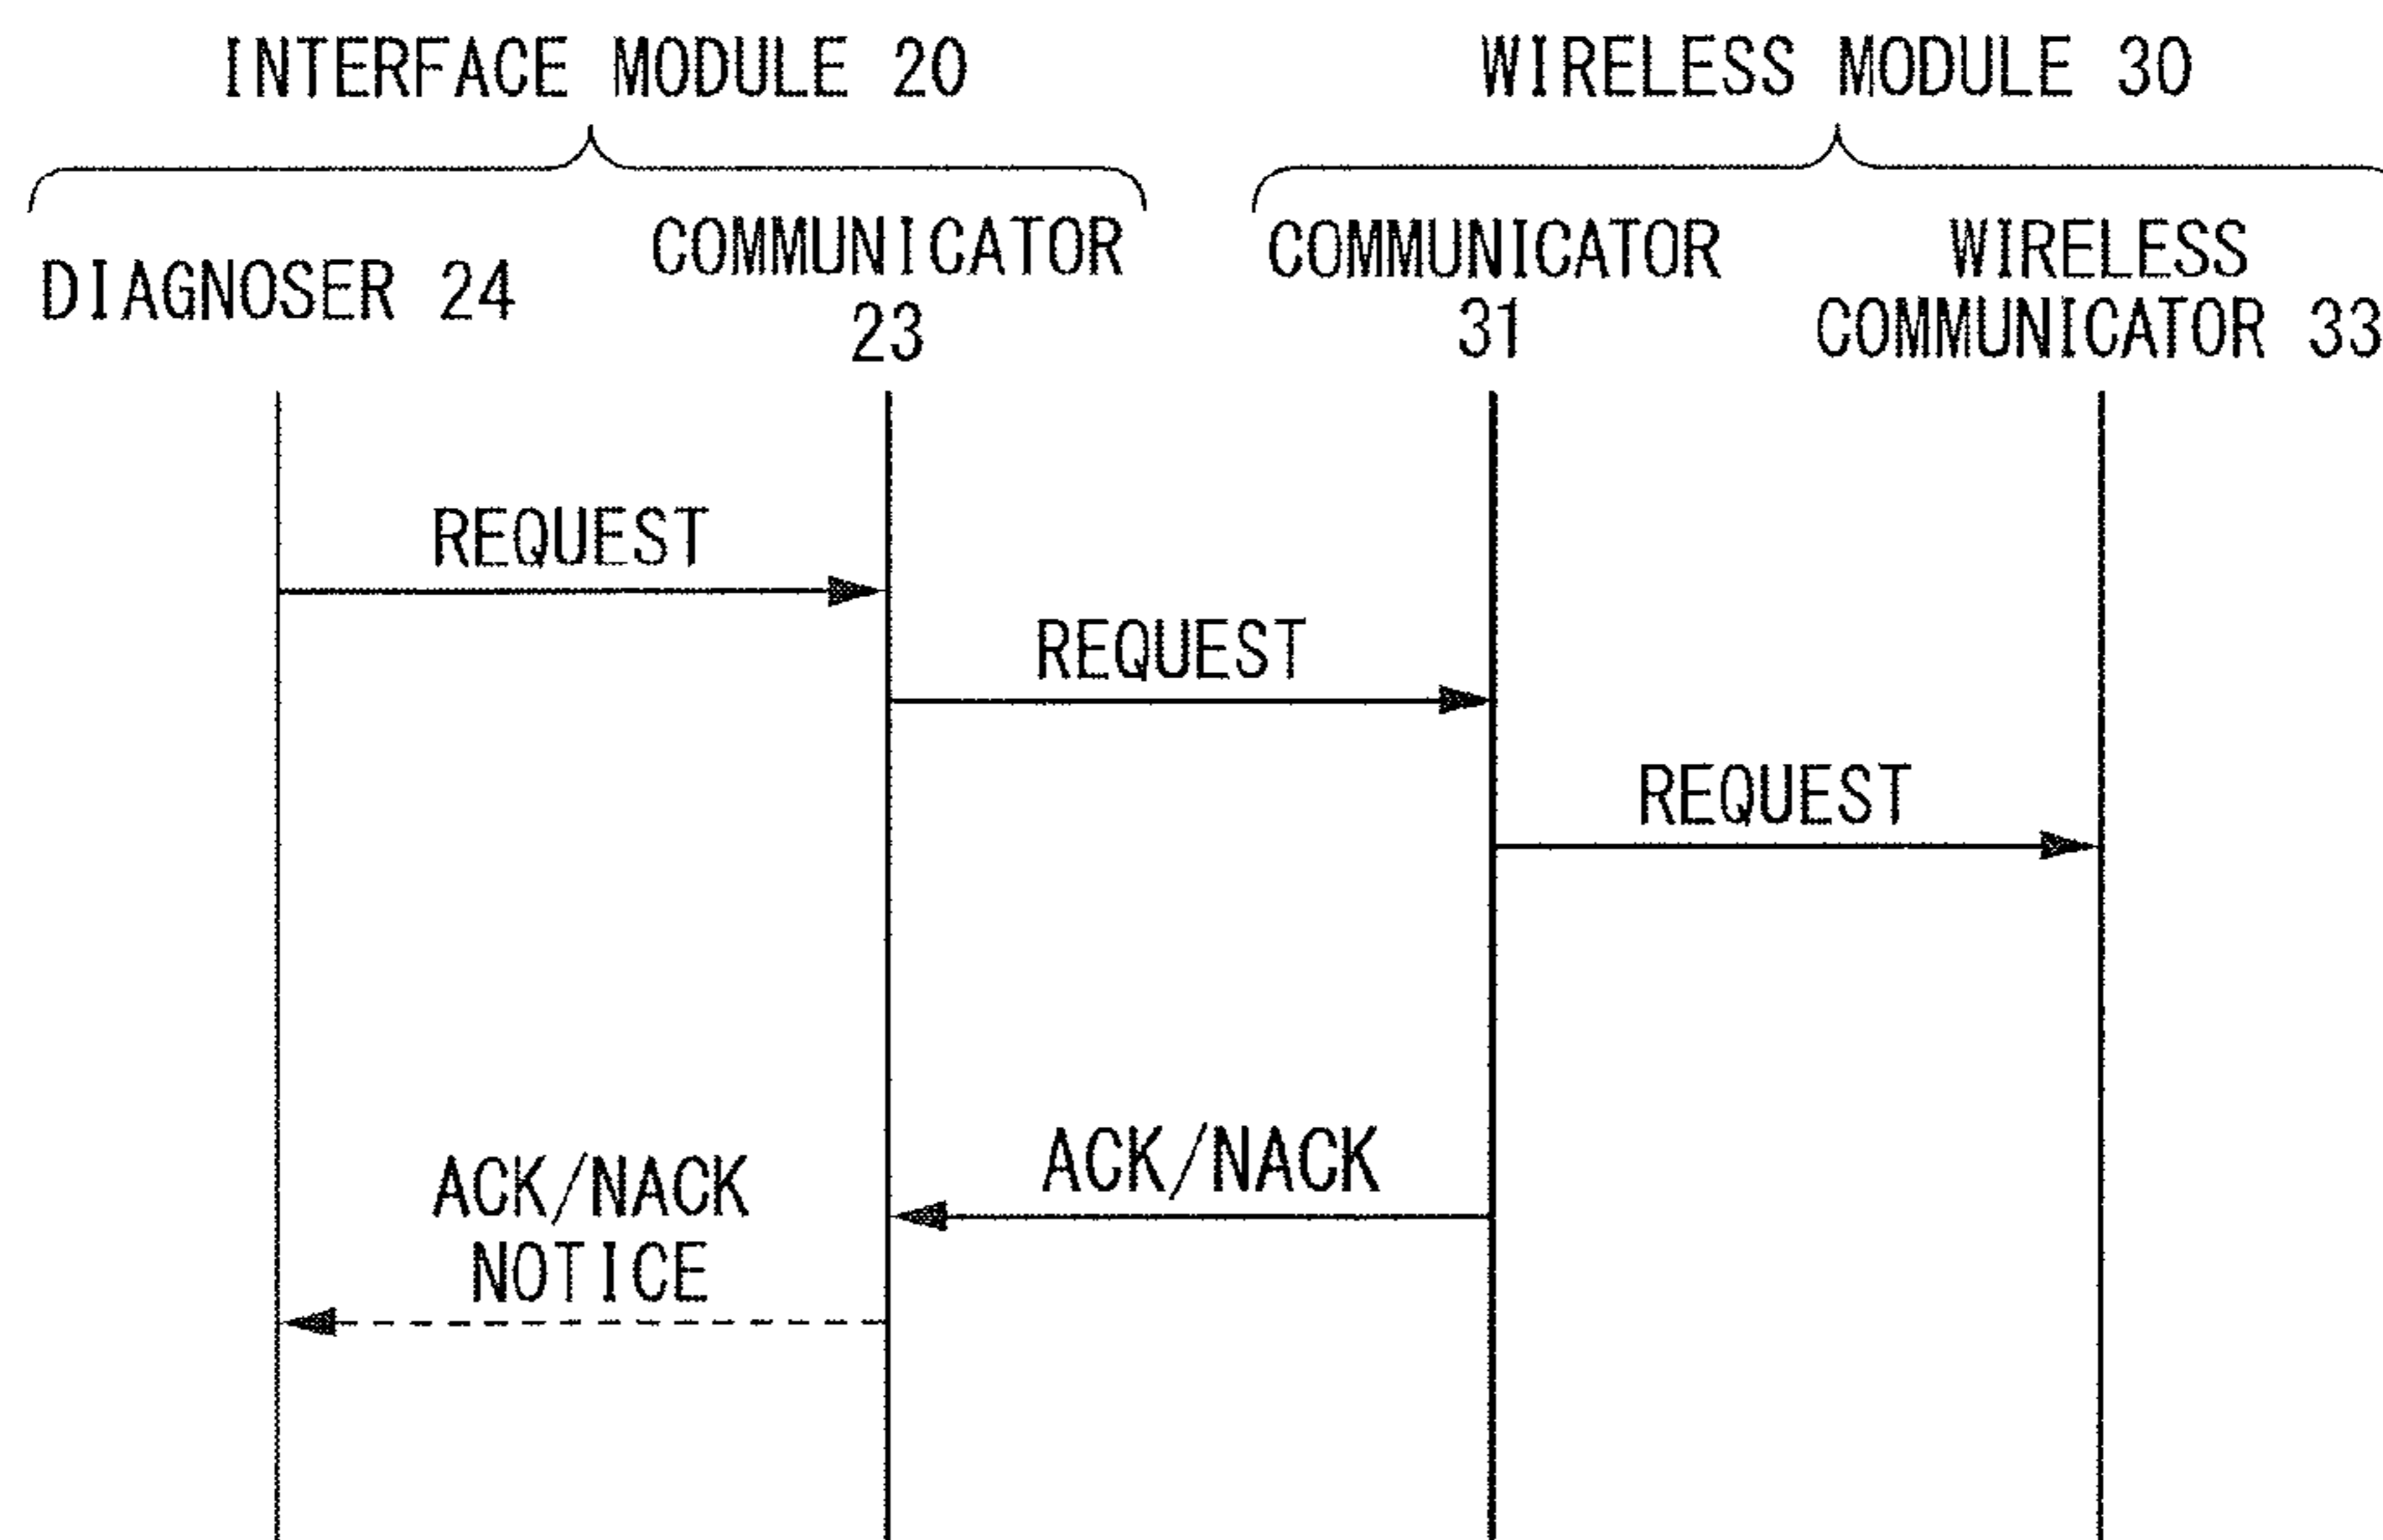 INTERFACE MODULE 20
WIRELESS MODULE 30
DIAGNOSER 24
COMMUNICATOR
23
COMMUNICATOR
31
WIRELESS
COMMUNICATOR 33
REQUEST
REQUEST
REQUEST
ACK/NACK
ACK/NACK
NOTICE